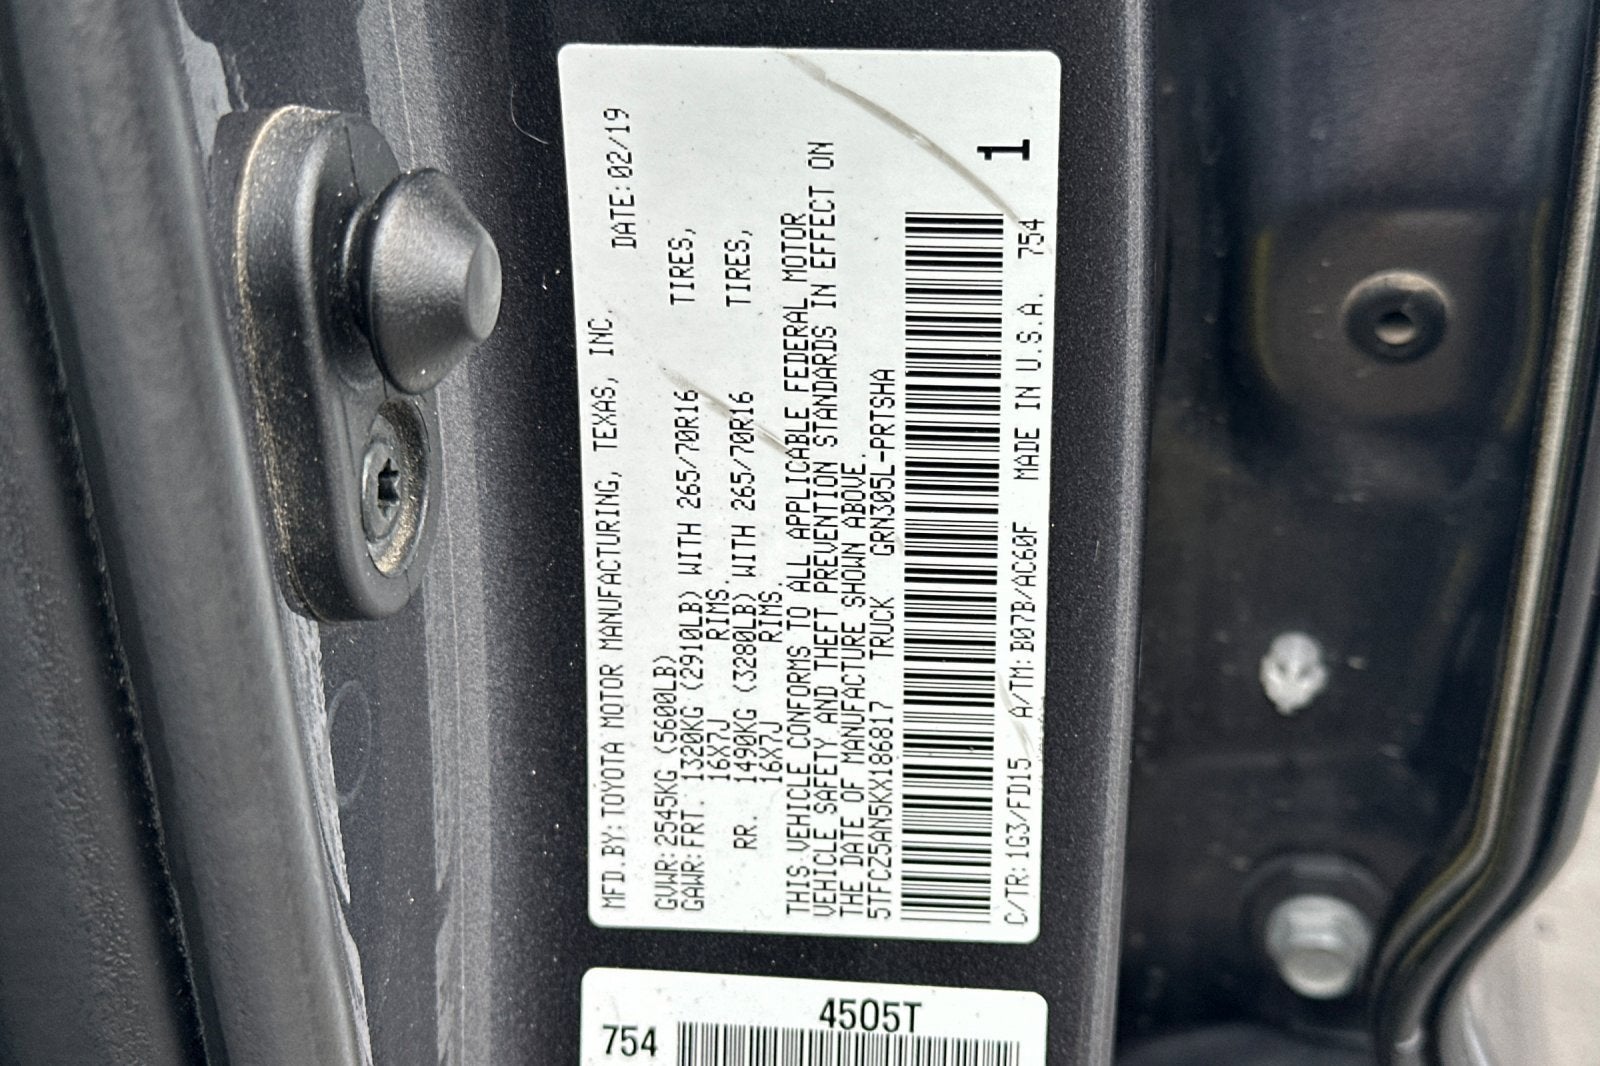 MFD.BY:TOYOTA MOTOR MANUFACTURING, TEXAS, INC. DATE:02/19
GVWR:2545KG (5600LB)
GAWR:FRT. 1320KG (2910LB) WITH 265/70R16 TIRES,
16X7J RIMS.
RR. 1490KG (3280LB) WITH 265/70R16 TIRES,
16X7J RIMS.
THIS VEHICLE CONFORMS TO ALL APPLICABLE FEDERAL MOTOR
VEHICLE SAFETY AND THEFT PREVENTION STANDARDS IN EFFECT ON
THE DATE OF MANUFACTURE SHOWN ABOVE.
5TFCZ5AN5KX186817 TRUCK GRN305L-PRTSHA
1
C/TR:1G3/FD15 A/TM:B07B/AC60F MADE IN U.S.A. 754
4505T
754